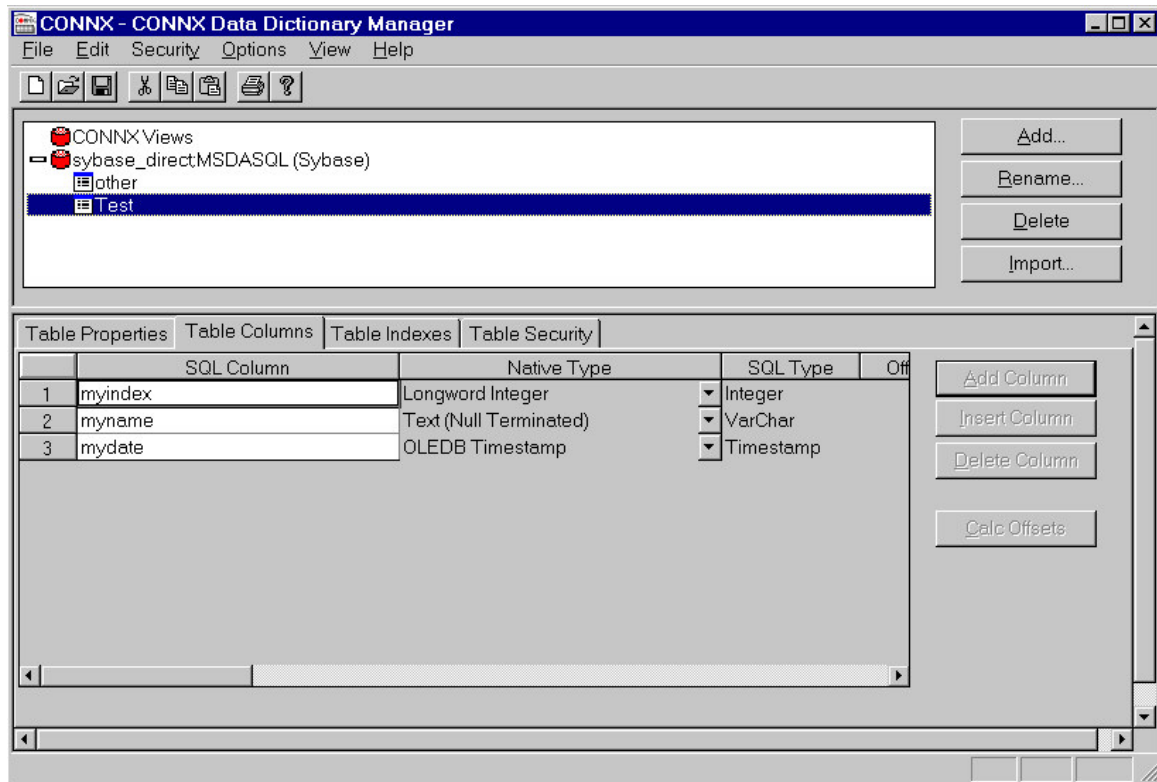 CONNX - CONNX Data Dictionary Manager
File Edit Security Options View Help
CONNX Views
Add...
sybase_direct:MSDASQL (Sybase)
other
Rename...
Test
Delete
Import...
Table Properties Table Columns Table Indexes Table Security
SQL Column Native Type SQL Type Off
Add Column
1 myindex Longword Integer Integer
2 myname Text (Null Terminated) VarChar
Insert Column
3 mydate OLEDB Timestamp Timestamp
Delete Column
Calc Offsets